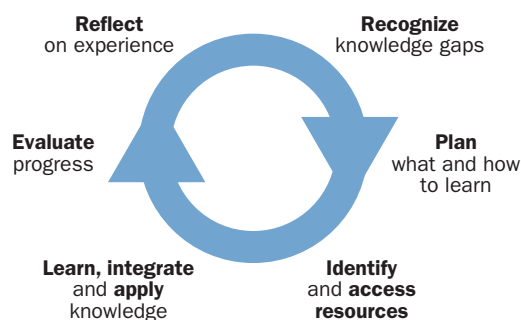 Reflect
on experience
Recognize
knowledge gaps
Plan
what and how
to learn
Identify
and access
resources
Learn, integrate
and apply
knowledge
Evaluate
progress